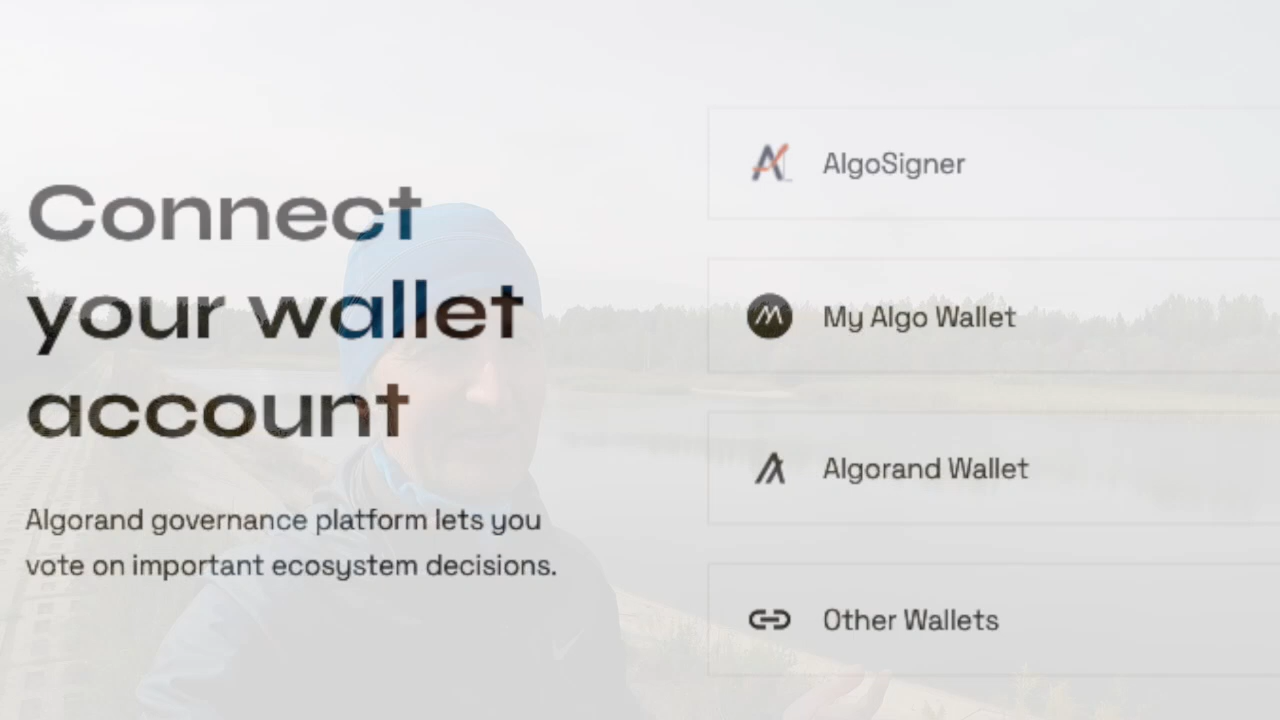 Connect
your wallet
account
Algorand governance platform lets you
vote on important ecosystem decisions.
AlgoSigner
My Algo Wallet
Algorand Wallet
Other Wallets